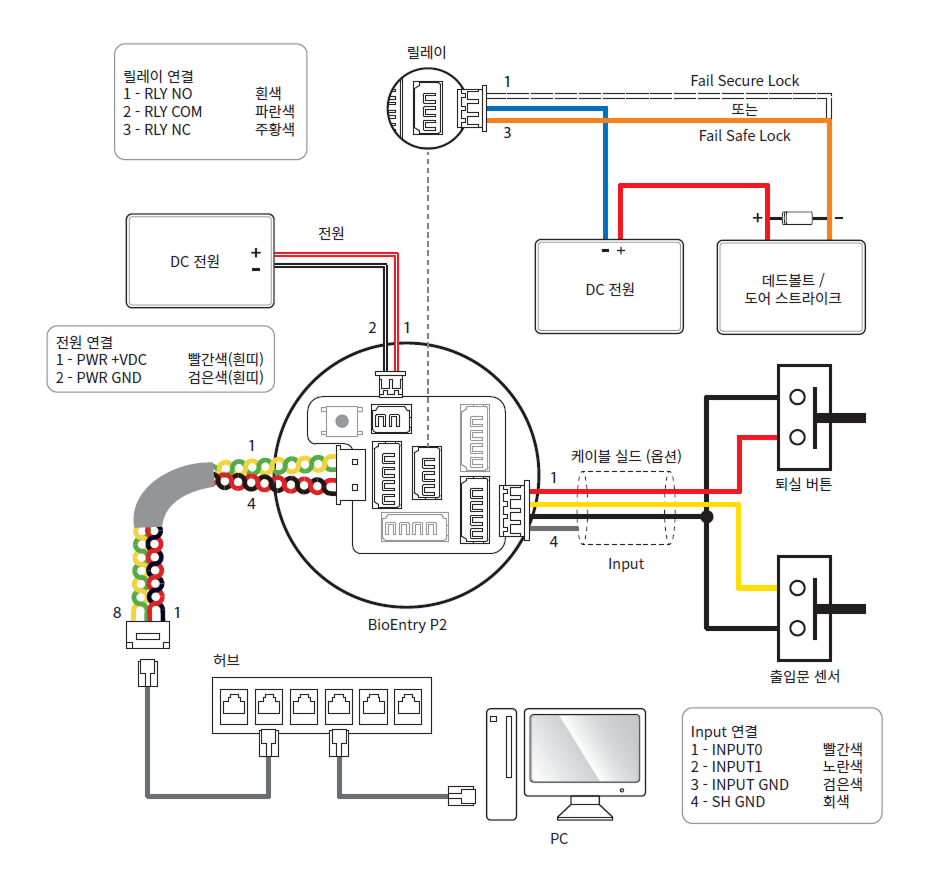 릴레이
릴레이 연결
1 - RLY NO 흰색
2 - RLY COM 파란색
3 - RLY NC 주황색
1
3
Fail Secure Lock
또는
Fail Safe Lock
+
−
DC 전원
+
−
전원
− +
DC 전원
데드볼트 /
도어 스트라이크
2
1
전원 연결
1 - PWR +VDC 빨간색(흰띠)
2 - PWR GND 검은색(흰띠)
1
4
케이블 실드 (옵션)
1
4
Input
퇴실 버튼
BioEntry P2
8
1
허브
출입문 센서
Input 연결
1 - INPUT0 빨간색
2 - INPUT1 노란색
3 - INPUT GND 검은색
4 - SH GND 회색
PC